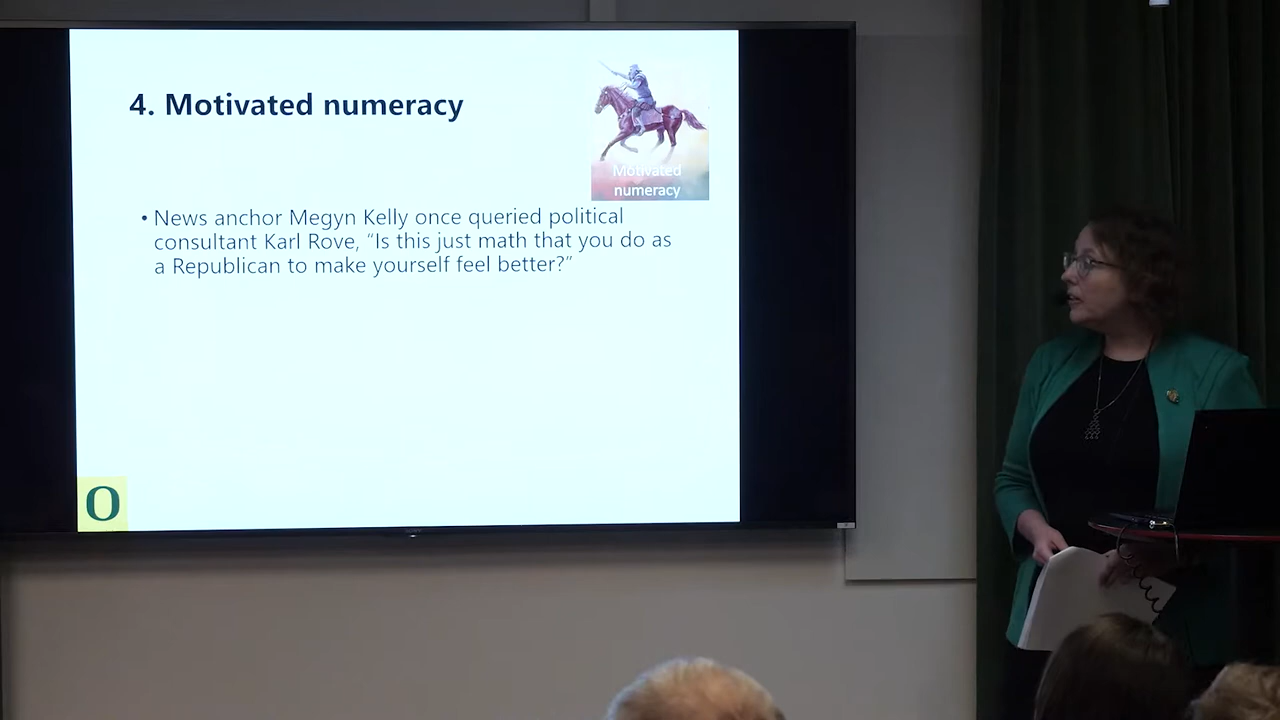 4. Motivated numeracy
Motivated
numeracy
• News anchor Megyn Kelly once queried political
consultant Karl Rove, “Is this just math that you do as
a Republican to make yourself feel better?”
O